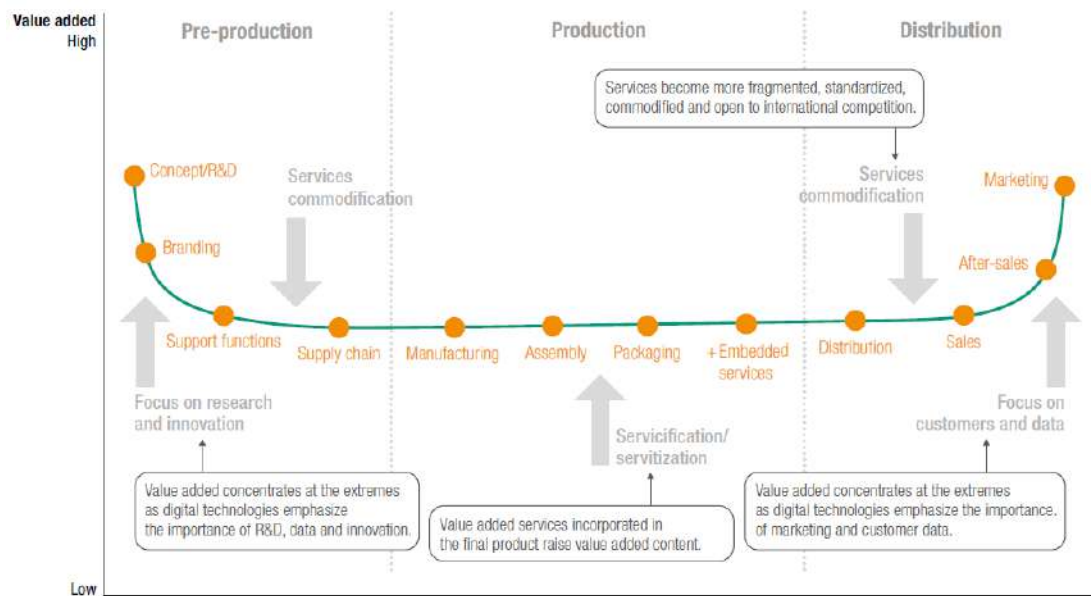 Value added
High
Pre-production
Production
Distribution
Services become more fragmented, standardized,
commodified and open to international competition.
Concept/R&D
Services
commodification
Services
commodification
Marketing
Branding
After-sales
Support functions
Supply chain
Manufacturing
Assembly
Packaging
+Embedded
services
Distribution
Sales
Focus on research
and innovation
Servicification/
servitization
Focus on
customers and data
Value added concentrates at the extremes
as digital technologies emphasize
the importance of R&D, data and innovation.
Value added services incorporated in
the final product raise value added content.
Value added concentrates at the extremes
as digital technologies emphasize the importance.
of marketing and customer data.
Low